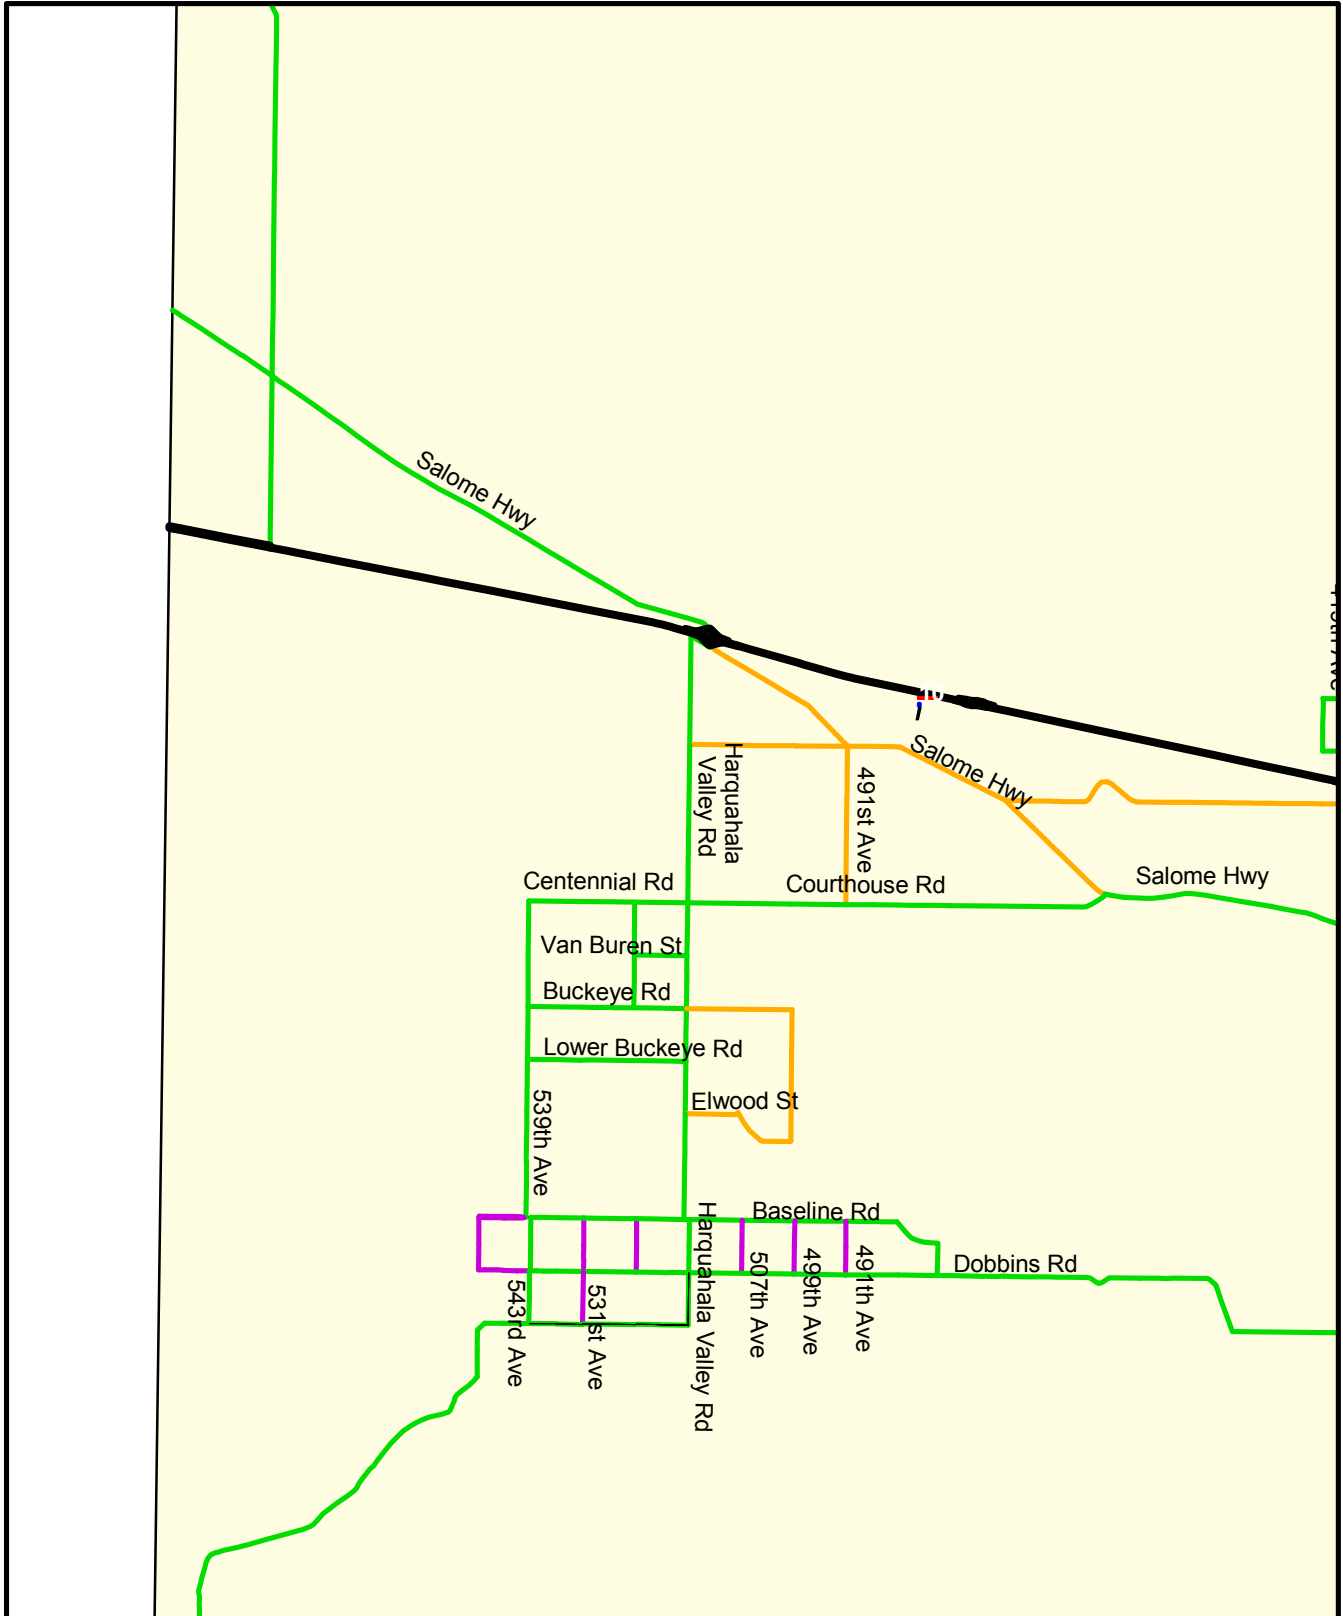 Salome Hwy
10
Salome Hwy
Harquahala
Valley Rd
491st Ave
Centennial Rd
Courthouse Rd
Salome Hwy
Van Buren St
Buckeye Rd
Lower Buckeye Rd
539th Ave
Elwood St
Baseline Rd
Harquahala Valley Rd
507th Ave
499th Ave
491th Ave
Dobbins Rd
543rd Ave
531st Ave